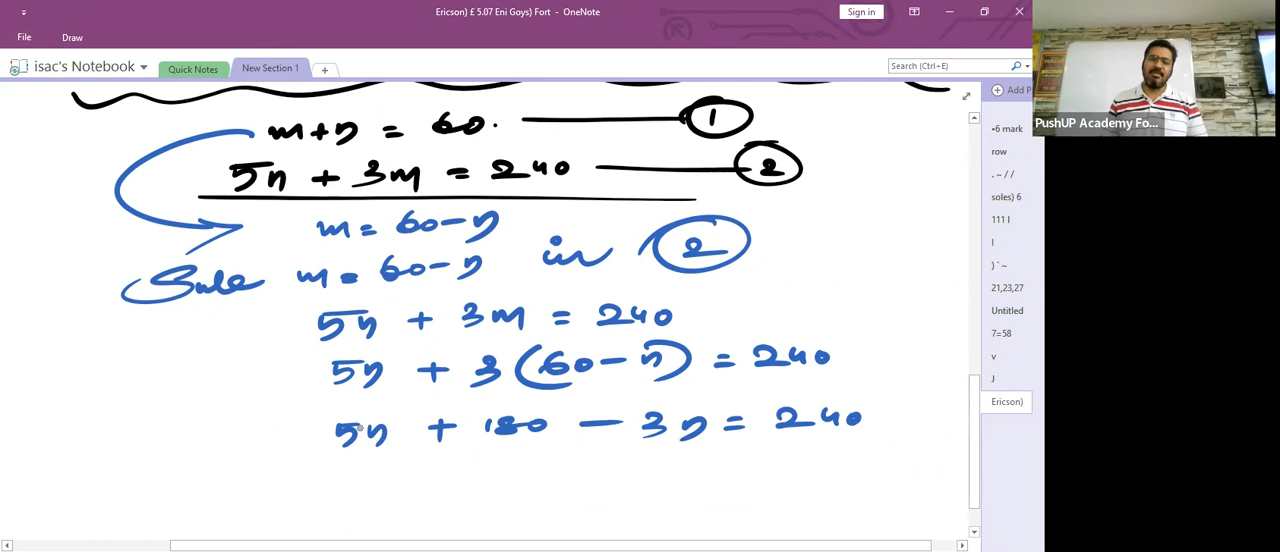 Ericson) £ 5.07 Eni Goys) Fort - OneNote
Sign in
File
Draw
isac's Notebook
Quick Notes
New Section 1
+
Search (Ctrl+E)
Add P
PushUP Academy Fo...
m+n = 60. 1
5n + 3m = 240 2
m = 60-n
m = 60-n in 2
5n + 3m = 240
5n + 3(60-n) = 240
5n + 180 - 3n = 240
•6 mark
row
. ~ / /
soles) 6
111 I
I
) ` ~
21,23,27
Untitled
7=58
v
J
Ericson)